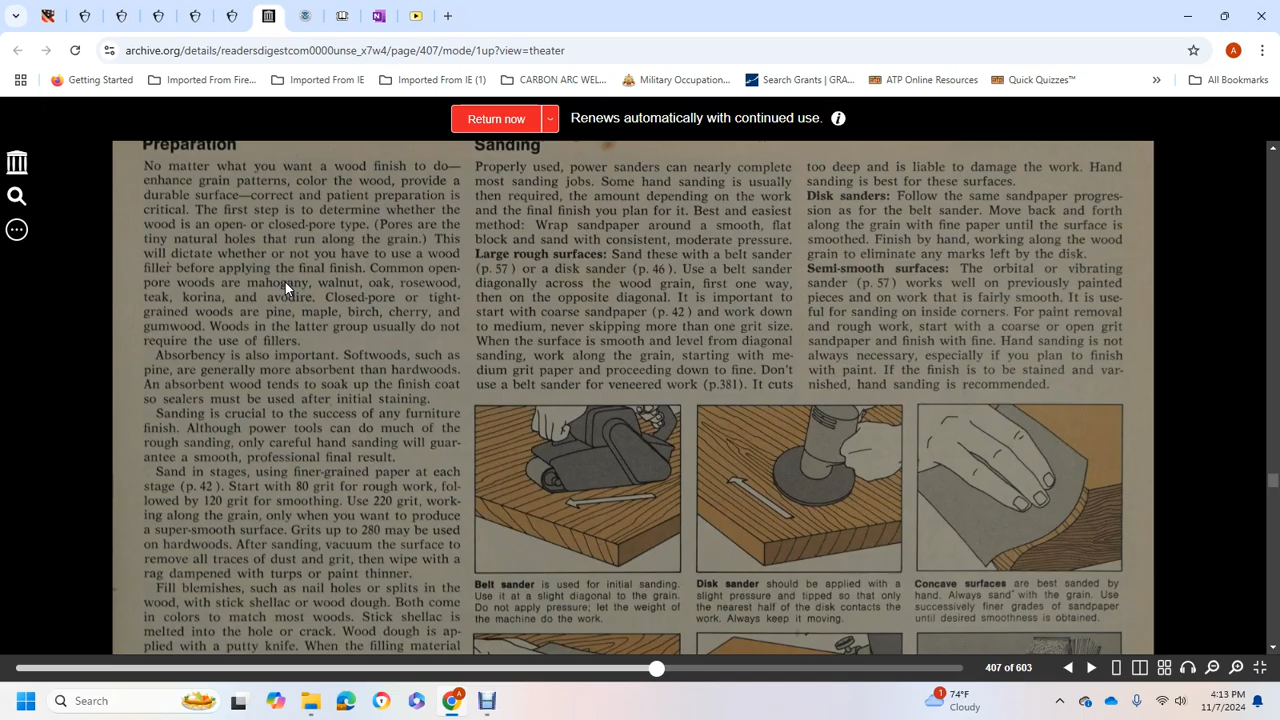 archive.org/details/readersdigestcom0000unse_x7w4/page/407/mode/1up?view=theater
A
Getting Started
Imported From Fire...
Imported From IE
Imported From IE (1)
CARBON ARC WEL...
Military Occupation...
Search Grants | GRA...
ATP Online Resources
Quick Quizzes™
»
All Bookmarks
Return now
Renews automatically with continued use.
Preparation
No matter what you want a wood finish to do—
enhance grain patterns, color the wood, provide a
durable surface—correct and patient preparation is
critical. The first step is to determine whether the
wood is an open- or closed-pore type. (Pores are the
tiny natural holes that run along the grain.) This
will dictate whether or not you have to use a wood
filler before applying the final finish. Common open-
pore woods are mahogany, walnut, oak, rosewood,
teak, korina, and avodire. Closed-pore or tight-
grained woods are pine, maple, birch, cherry, and
gumwood. Woods in the latter group usually do not
require the use of fillers.
Absorbency is also important. Softwoods, such as
pine, are generally more absorbent than hardwoods.
An absorbent wood tends to soak up the finish coat
so sealers must be used after initial staining.
Sanding is crucial to the success of any furniture
finish. Although power tools can do much of the
rough sanding, only careful hand sanding will guar-
antee a smooth, professional final result.
Sand in stages, using finer-grained paper at each
stage (p. 42). Start with 80 grit for rough work, fol-
lowed by 120 grit for smoothing. Use 220 grit, work-
ing along the grain, only when you want to produce
a super-smooth surface. Grits up to 280 may be used
on hardwoods. After sanding, vacuum the surface to
remove all traces of dust and grit, then wipe with a
rag dampened with turps or paint thinner.
Fill blemishes, such as nail holes or splits in the
wood, with stick shellac or wood dough. Both come
in colors to match most woods. Stick shellac is
melted into the hole or crack. Wood dough is ap-
plied with a putty knife. When the filling material
Sanding
Properly used, power sanders can nearly complete
most sanding jobs. Some hand sanding is usually
then required, the amount depending on the work
and the final finish you plan for it. Best and easiest
method: Wrap sandpaper around a smooth, flat
block and sand with consistent, moderate pressure.
Large rough surfaces: Sand these with a belt sander
(p. 57) or a disk sander (p. 46). Use a belt sander
diagonally across the wood grain, first one way,
then on the opposite diagonal. It is important to
start with coarse sandpaper (p. 42) and work down
to medium, never skipping more than one grit size.
When the surface is smooth and level from diagonal
sanding, work along the grain, starting with me-
dium grit paper and proceeding down to fine. Don't
use a belt sander for veneered work (p.381). It cuts
too deep and is liable to damage the work. Hand
sanding is best for these surfaces.
Disk sanders: Follow the same sandpaper progres-
sion as for the belt sander. Move back and forth
along the grain with fine paper until the surface is
smoothed. Finish by hand, working along the wood
grain to eliminate any marks left by the disk.
Semi-smooth surfaces: The orbital or vibrating
sander (p. 57) works well on previously painted
pieces and on work that is fairly smooth. It is use-
ful for sanding on inside corners. For paint removal
and rough work, start with a coarse or open grit
sandpaper and finish with fine. Hand sanding is not
always necessary, especially if you plan to finish
with paint. If the finish is to be stained and var-
nished, hand sanding is recommended.
Belt sander is used for initial sanding.
Use it at a slight diagonal to the grain.
Do not apply pressure; let the weight of
the machine do the work.
Disk sander should be applied with a
slight pressure and tipped so that only
the nearest half of the disk contacts the
work. Always keep it moving.
Concave surfaces are best sanded by
hand. Always sand with the grain. Use
successively finer grades of sandpaper
until desired smoothness is obtained.
407 of 603
Search
1
74°F
Cloudy
4:13 PM
11/7/2024